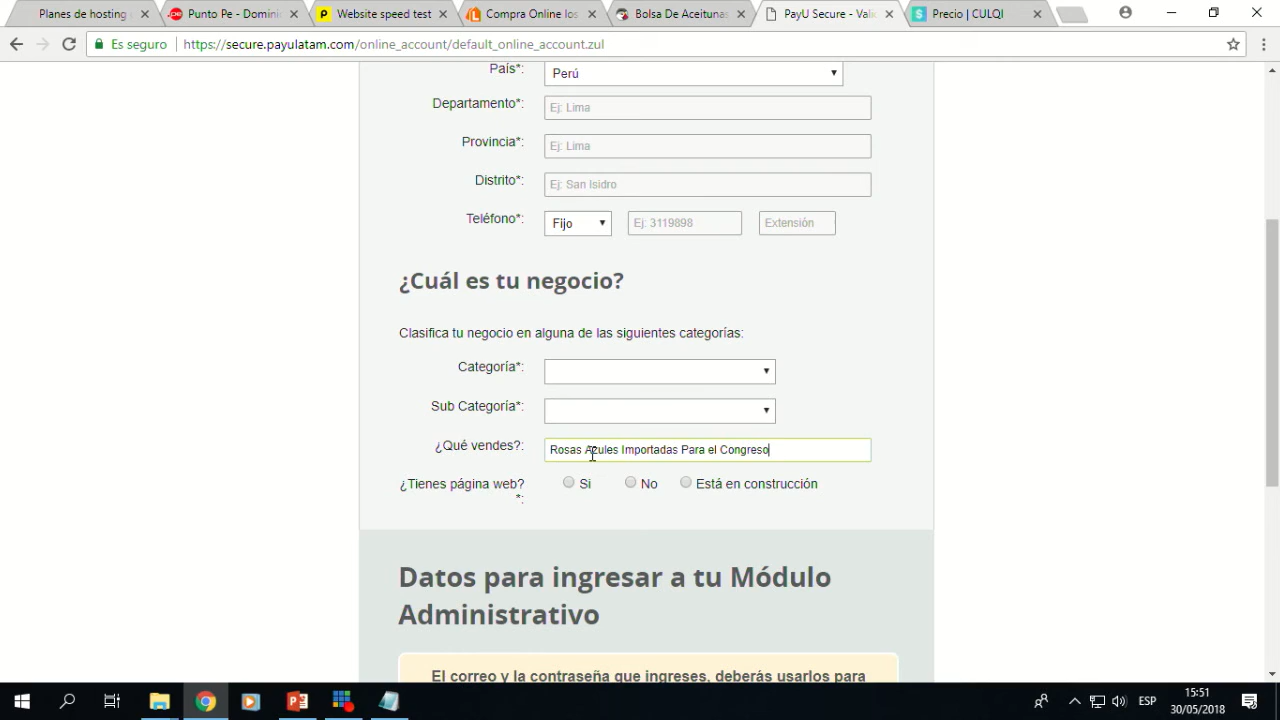 Planes de hosting
Punto Pe - Domini
Website speed test
Compra Online los
Bolsa De Aceitunas
PayU Secure - Vali
Precio | CULQI
Es seguro
https://secure.payulatam.com/online_account/default_online_account.zul
País*:
Perú
Departamento*:
Ej: Lima
Provincia*:
Ej: Lima
Distrito*:
Ej: San Isidro
Teléfono*:
Fijo
Ej: 3119898
Extensión
¿Cuál es tu negocio?
Clasifica tu negocio en alguna de las siguientes categorías:
Categoría*:
Sub Categoría*:
¿Qué vendes?:
Rosas Azules Importadas Para el Congreso
¿Tienes página web?
*:
Si
No
Está en construcción
Datos para ingresar a tu Módulo
Administrativo
El correo y la contraseña que ingreses, deberás usarlos para
ESP
15:51
30/05/2018